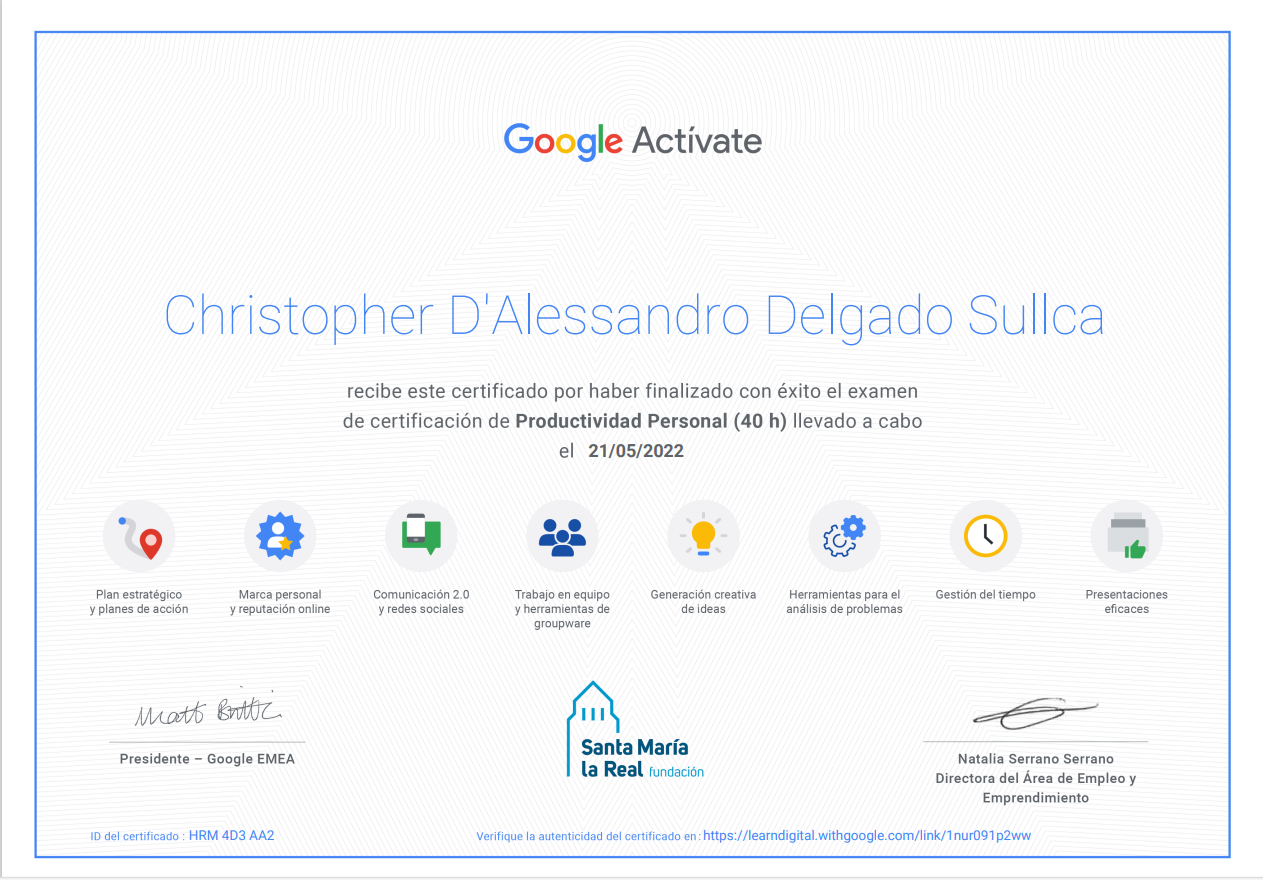 Google Actívate
Christopher D'Alessandro Delgado Sullca
recibe este certificado por haber finalizado con éxito el examen
de certificación de Productividad Personal (40 h) llevado a cabo
el 21/05/2022
Plan estratégico
y planes de acción
Marca personal
y reputación online
Comunicación 2.0
y redes sociales
Trabajo en equipo
y herramientas de
groupware
Generación creativa
de ideas
Herramientas para el
análisis de problemas
Gestión del tiempo
Presentaciones
eficaces
Matt Brittin
Presidente – Google EMEA
Santa María
la Real fundación
Natalia Serrano Serrano
Directora del Área de Empleo y
Emprendimiento
ID del certificado : HRM 4D3 AA2
Verifique la autenticidad del certificado en : https://learndigital.withgoogle.com/link/1nur091p2ww